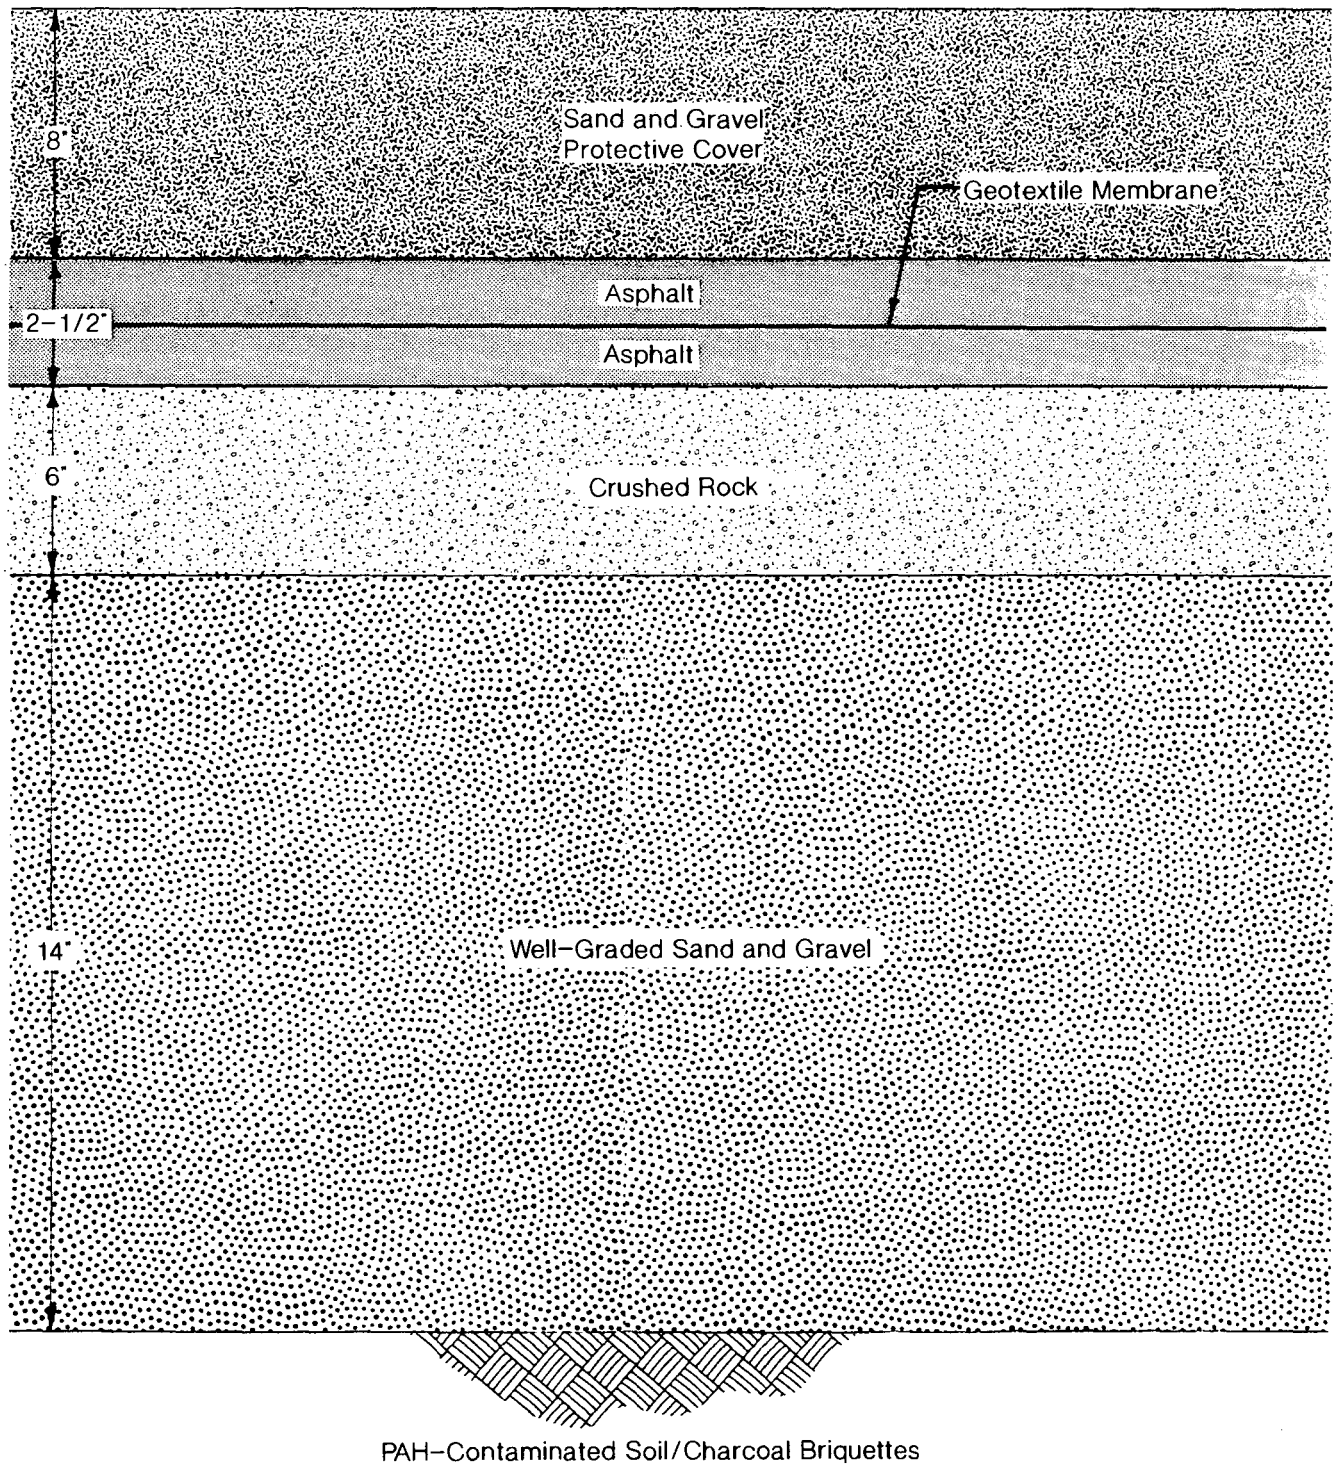 8"
Sand and Gravel
Protective Cover
Geotextile Membrane
Asphalt
2-1/2"
Asphalt
6"
Crushed Rock
14"
Well-Graded Sand and Gravel
PAH-Contaminated Soil/Charcoal Briquettes